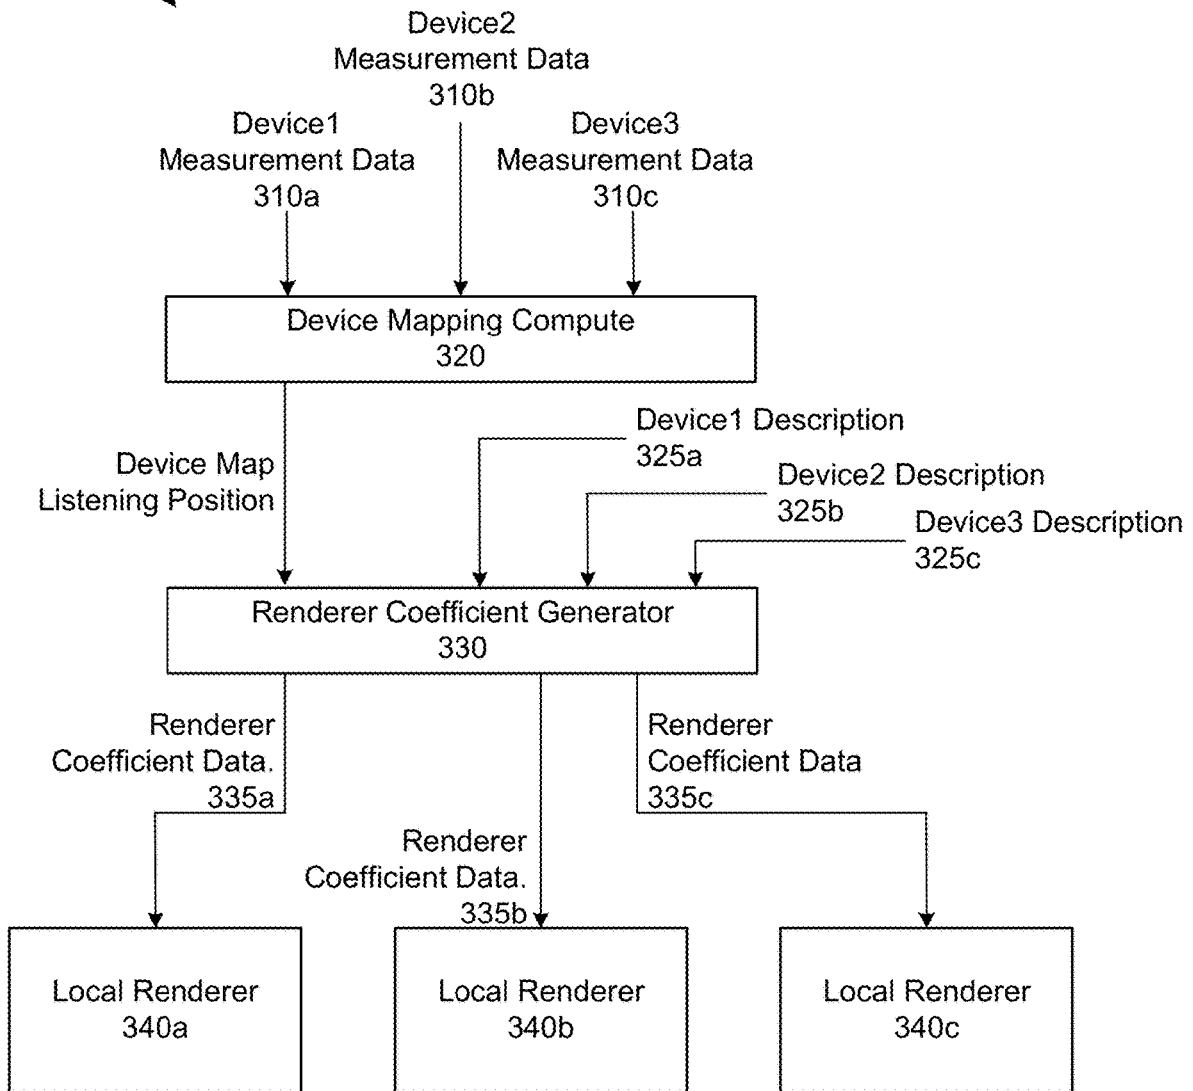 Device2
Measurement Data
310b
Device1
Measurement Data
310a
Device3
Measurement Data
310c
Device Mapping Compute
320
Device Map
Listening Position
Device1 Description
325a
Device2 Description
325b
Device3 Description
325c
Renderer Coefficient Generator
330
Renderer
Coefficient Data.
335a
Renderer
Coefficient Data.
335b
Renderer
Coefficient Data
335c
Local Renderer
340a
Local Renderer
340b
Local Renderer
340c